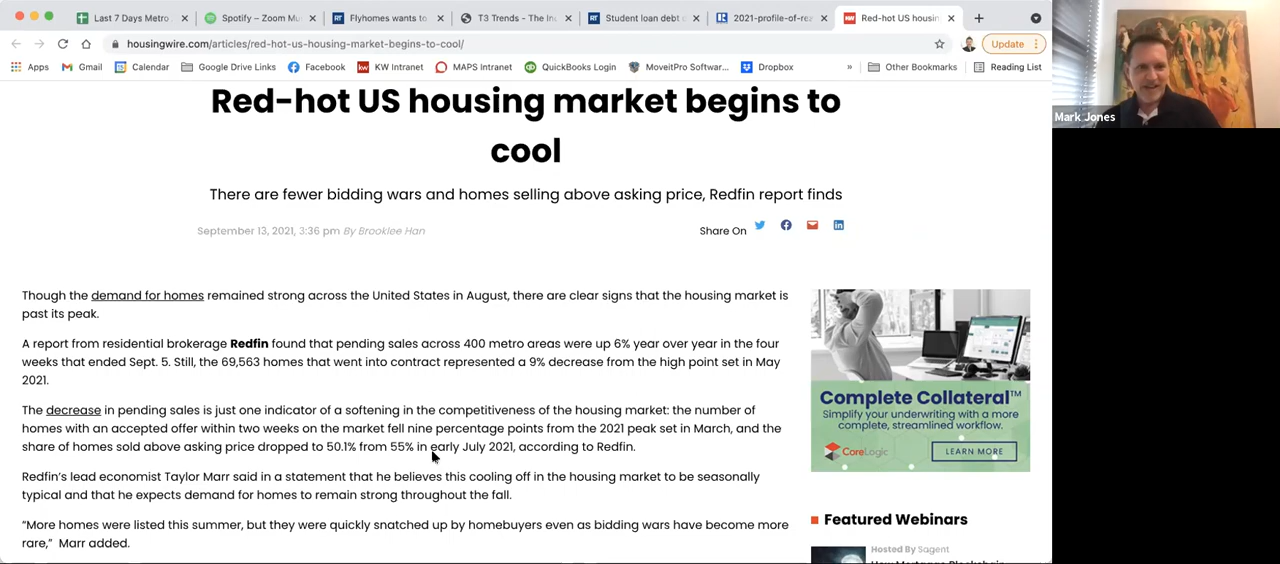 Last 7 Days Metro
Spotify – Zoom Mu
Flyhomes wants to
T3 Trends - The In
Student loan debt
2021-profile-of-re
Red-hot US housin
housingwire.com/articles/red-hot-us-housing-market-begins-to-cool/
Update
Apps
Gmail
Calendar
Google Drive Links
Facebook
KW Intranet
MAPS Intranet
QuickBooks Login
MoveitPro Softwar...
Dropbox
»
Other Bookmarks
Reading List
Red-hot US housing market begins to
cool
There are fewer bidding wars and homes selling above asking price, Redfin report finds
September 13, 2021, 3:36 pm By Brooklee Han
Share On
Though the demand for homes remained strong across the United States in August, there are clear signs that the housing market is
past its peak.
A report from residential brokerage Redfin found that pending sales across 400 metro areas were up 6% year over year in the four
weeks that ended Sept. 5. Still, the 69,563 homes that went into contract represented a 9% decrease from the high point set in May
2021.
The decrease in pending sales is just one indicator of a softening in the competitiveness of the housing market: the number of
homes with an accepted offer within two weeks on the market fell nine percentage points from the 2021 peak set in March, and the
share of homes sold above asking price dropped to 50.1% from 55% in early July 2021, according to Redfin.
Redfin’s lead economist Taylor Marr said in a statement that he believes this cooling off in the housing market to be seasonally
typical and that he expects demand for homes to remain strong throughout the fall.
“More homes were listed this summer, but they were quickly snatched up by homebuyers even as bidding wars have become more
rare,” Marr added.
Complete Collateral™
Simplify your underwriting with a more
complete, streamlined workflow.
CoreLogic
LEARN MORE
Featured Webinars
Hosted By Sagent
How Mortgage Blockchain
Mark Jones